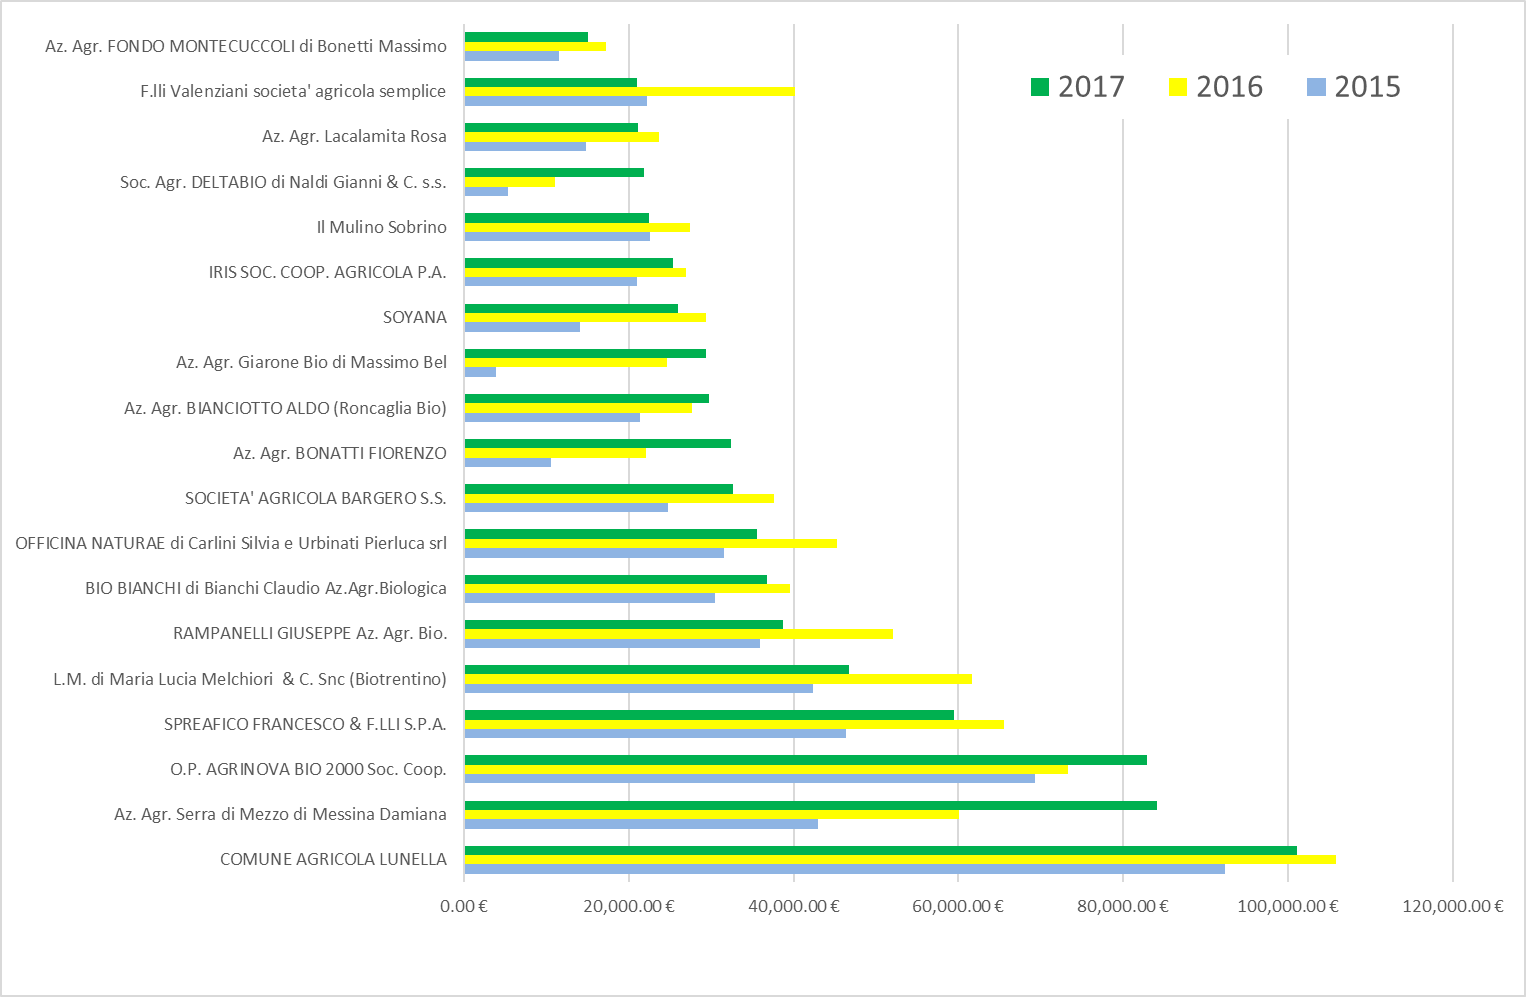 Az. Agr. FONDO MONTECUCCOLI di Bonetti Massimo
F.lli Valenziani societa' agricola semplice
2017 2016 2015
Az. Agr. Lacalamita Rosa
Soc. Agr. DELTABIO di Naldi Gianni & C. s.s.
Il Mulino Sobrino
IRIS SOC. COOP. AGRICOLA P.A.
SOYANA
Az. Agr. Giarone Bio di Massimo Bel
Az. Agr. BIANCIOTTO ALDO (Roncaglia Bio)
Az. Agr. BONATTI FIORENZO
SOCIETA' AGRICOLA BARGERO S.S.
OFFICINA NATURAE di Carlini Silvia e Urbinati Pierluca srl
BIO BIANCHI di Bianchi Claudio Az.Agr.Biologica
RAMPANELLI GIUSEPPE Az. Agr. Bio.
L.M. di Maria Lucia Melchiori  & C. Snc (Biotrentino)
SPREAFICO FRANCESCO & F.LLI S.P.A.
O.P. AGRINOVA BIO 2000 Soc. Coop.
Az. Agr. Serra di Mezzo di Messina Damiana
COMUNE AGRICOLA LUNELLA
0.00 € 20,000.00 € 40,000.00 € 60,000.00 € 80,000.00 € 100,000.00 € 120,000.00 €